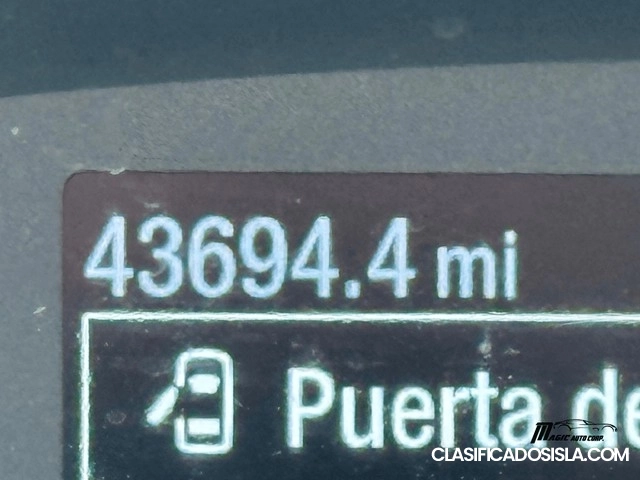 43694.4 mi
Puerta de
MAGIC AUTO CORP.
CLASIFICADOSISLA.COM